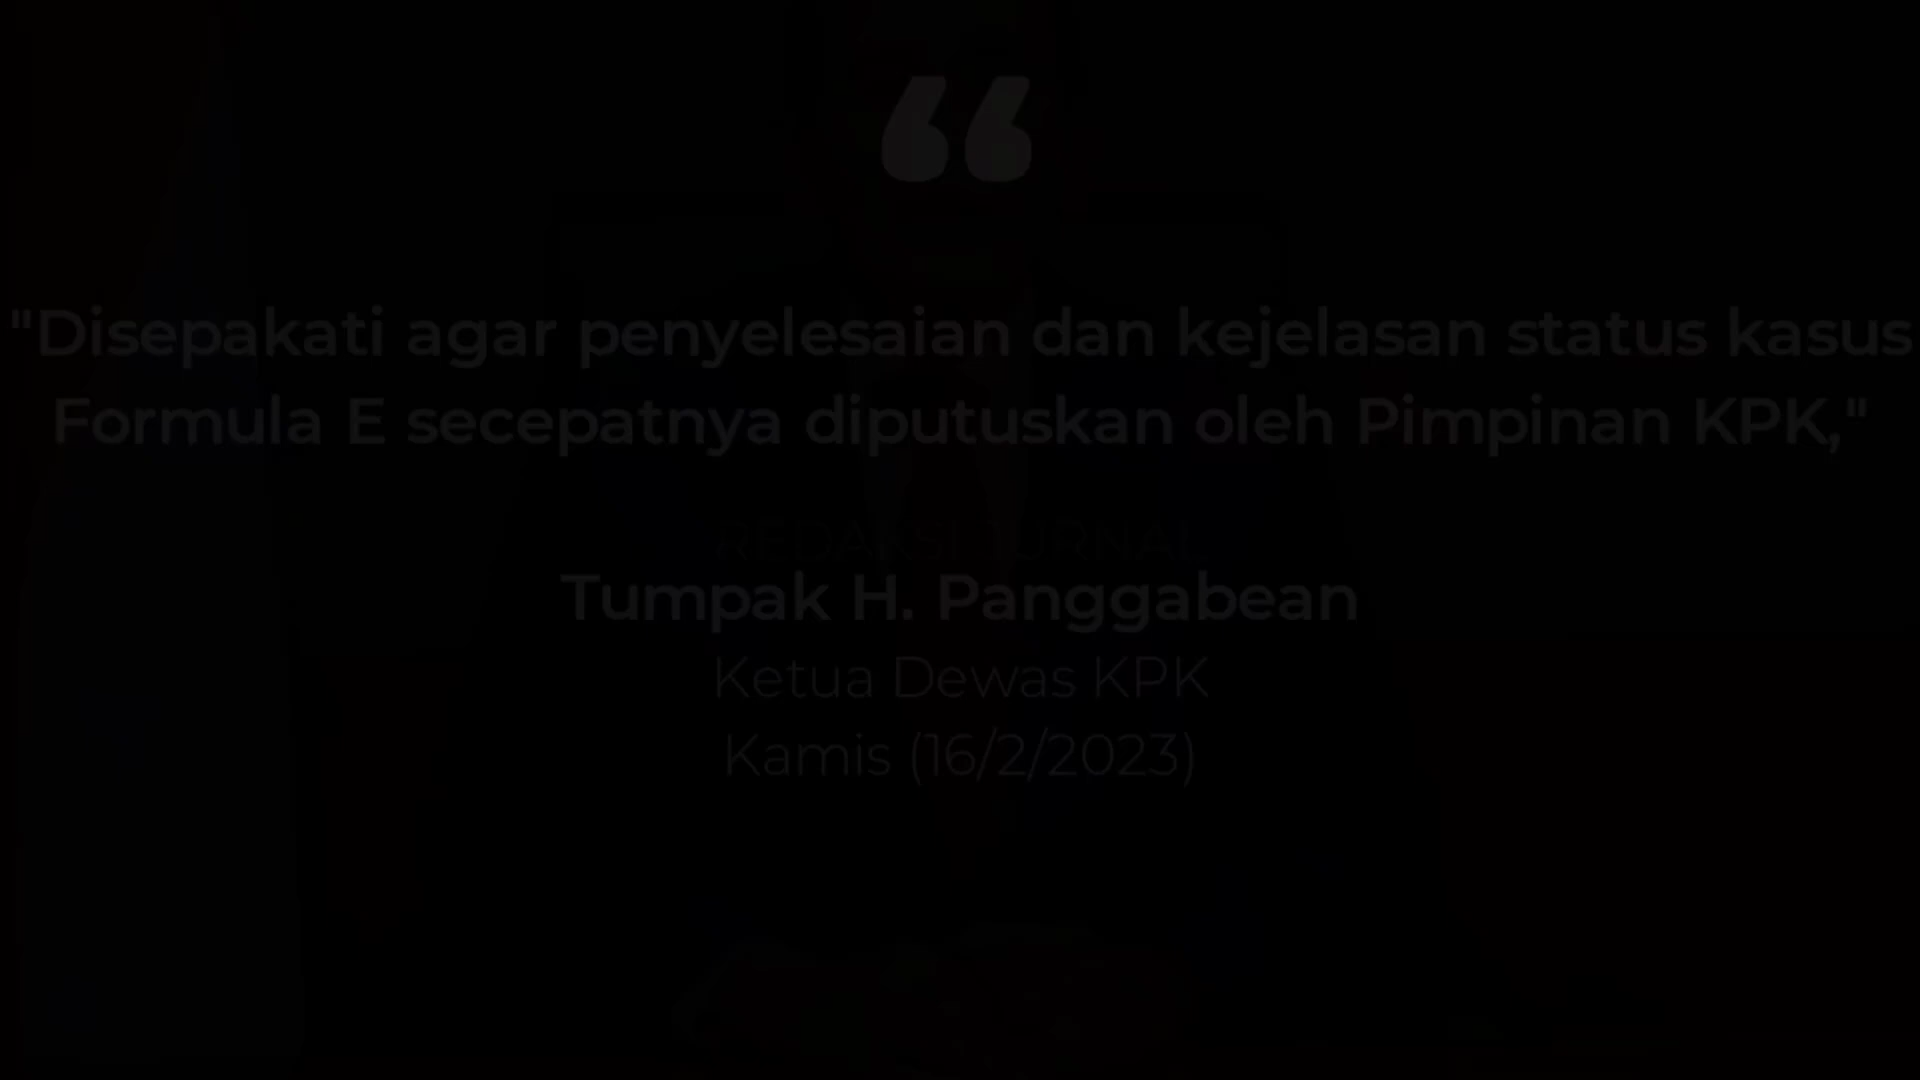 "Disepakati agar penyelesaian dan kejelasan status kasus
Formula E secepatnya diputuskan oleh Pimpinan KPK,"
REDAKSI JURNAL
Tumpak H. Panggabean
Ketua Dewas KPK
Kamis (16/2/2023)